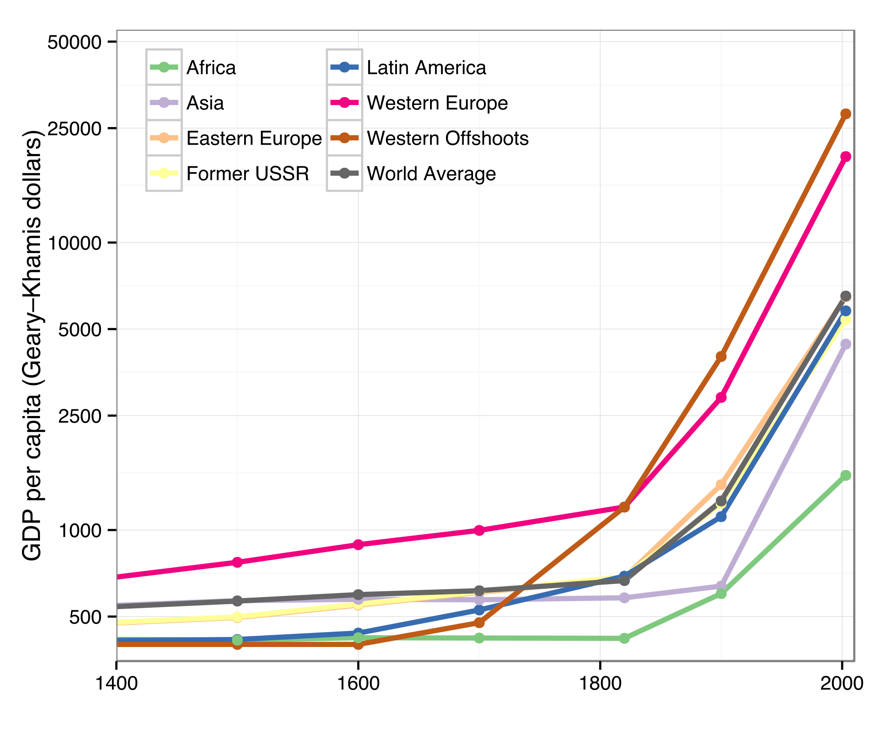 GDP per capita (Geary–Khamis dollars)
50000
25000
10000
5000
2500
1000
500
Africa
Asia
Eastern Europe
Former USSR
Latin America
Western Europe
Western Offshoots
World Average
1400
1600
1800
2000